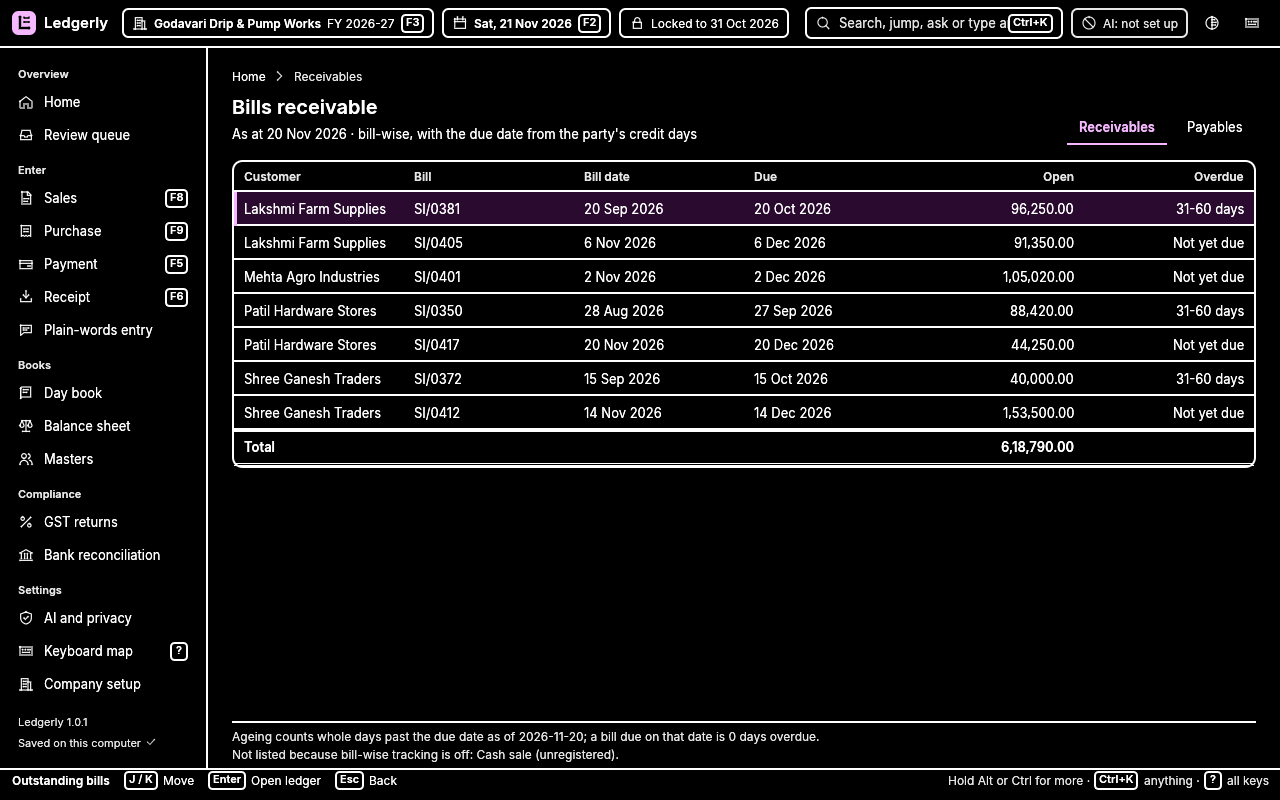 Ledgerly
Godavari Drip & Pump Works FY 2026-27 F3
Sat, 21 Nov 2026 F2
Locked to 31 Oct 2026
Search, jump, ask or type a Ctrl+K
AI: not set up
Overview
Home
Review queue
Enter
Sales F8
Purchase F9
Payment F5
Receipt F6
Plain-words entry
Books
Day book
Balance sheet
Masters
Compliance
GST returns
Bank reconciliation
Settings
AI and privacy
Keyboard map ?
Company setup
Ledgerly 1.0.1
Saved on this computer
Home Receivables
Bills receivable
As at 20 Nov 2026 · bill-wise, with the due date from the party's credit days
Receivables Payables
Customer Bill Bill date Due Open Overdue
Lakshmi Farm Supplies SI/0381 20 Sep 2026 20 Oct 2026 96,250.00 31-60 days
Lakshmi Farm Supplies SI/0405 6 Nov 2026 6 Dec 2026 91,350.00 Not yet due
Mehta Agro Industries SI/0401 2 Nov 2026 2 Dec 2026 1,05,020.00 Not yet due
Patil Hardware Stores SI/0350 28 Aug 2026 27 Sep 2026 88,420.00 31-60 days
Patil Hardware Stores SI/0417 20 Nov 2026 20 Dec 2026 44,250.00 Not yet due
Shree Ganesh Traders SI/0372 15 Sep 2026 15 Oct 2026 40,000.00 31-60 days
Shree Ganesh Traders SI/0412 14 Nov 2026 14 Dec 2026 1,53,500.00 Not yet due
Total 6,18,790.00
Ageing counts whole days past the due date as of 2026-11-20; a bill due on that date is 0 days overdue.
Not listed because bill-wise tracking is off: Cash sale (unregistered).
Outstanding bills J / K Move Enter Open ledger Esc Back
Hold Alt or Ctrl for more · Ctrl+K anything · ? all keys